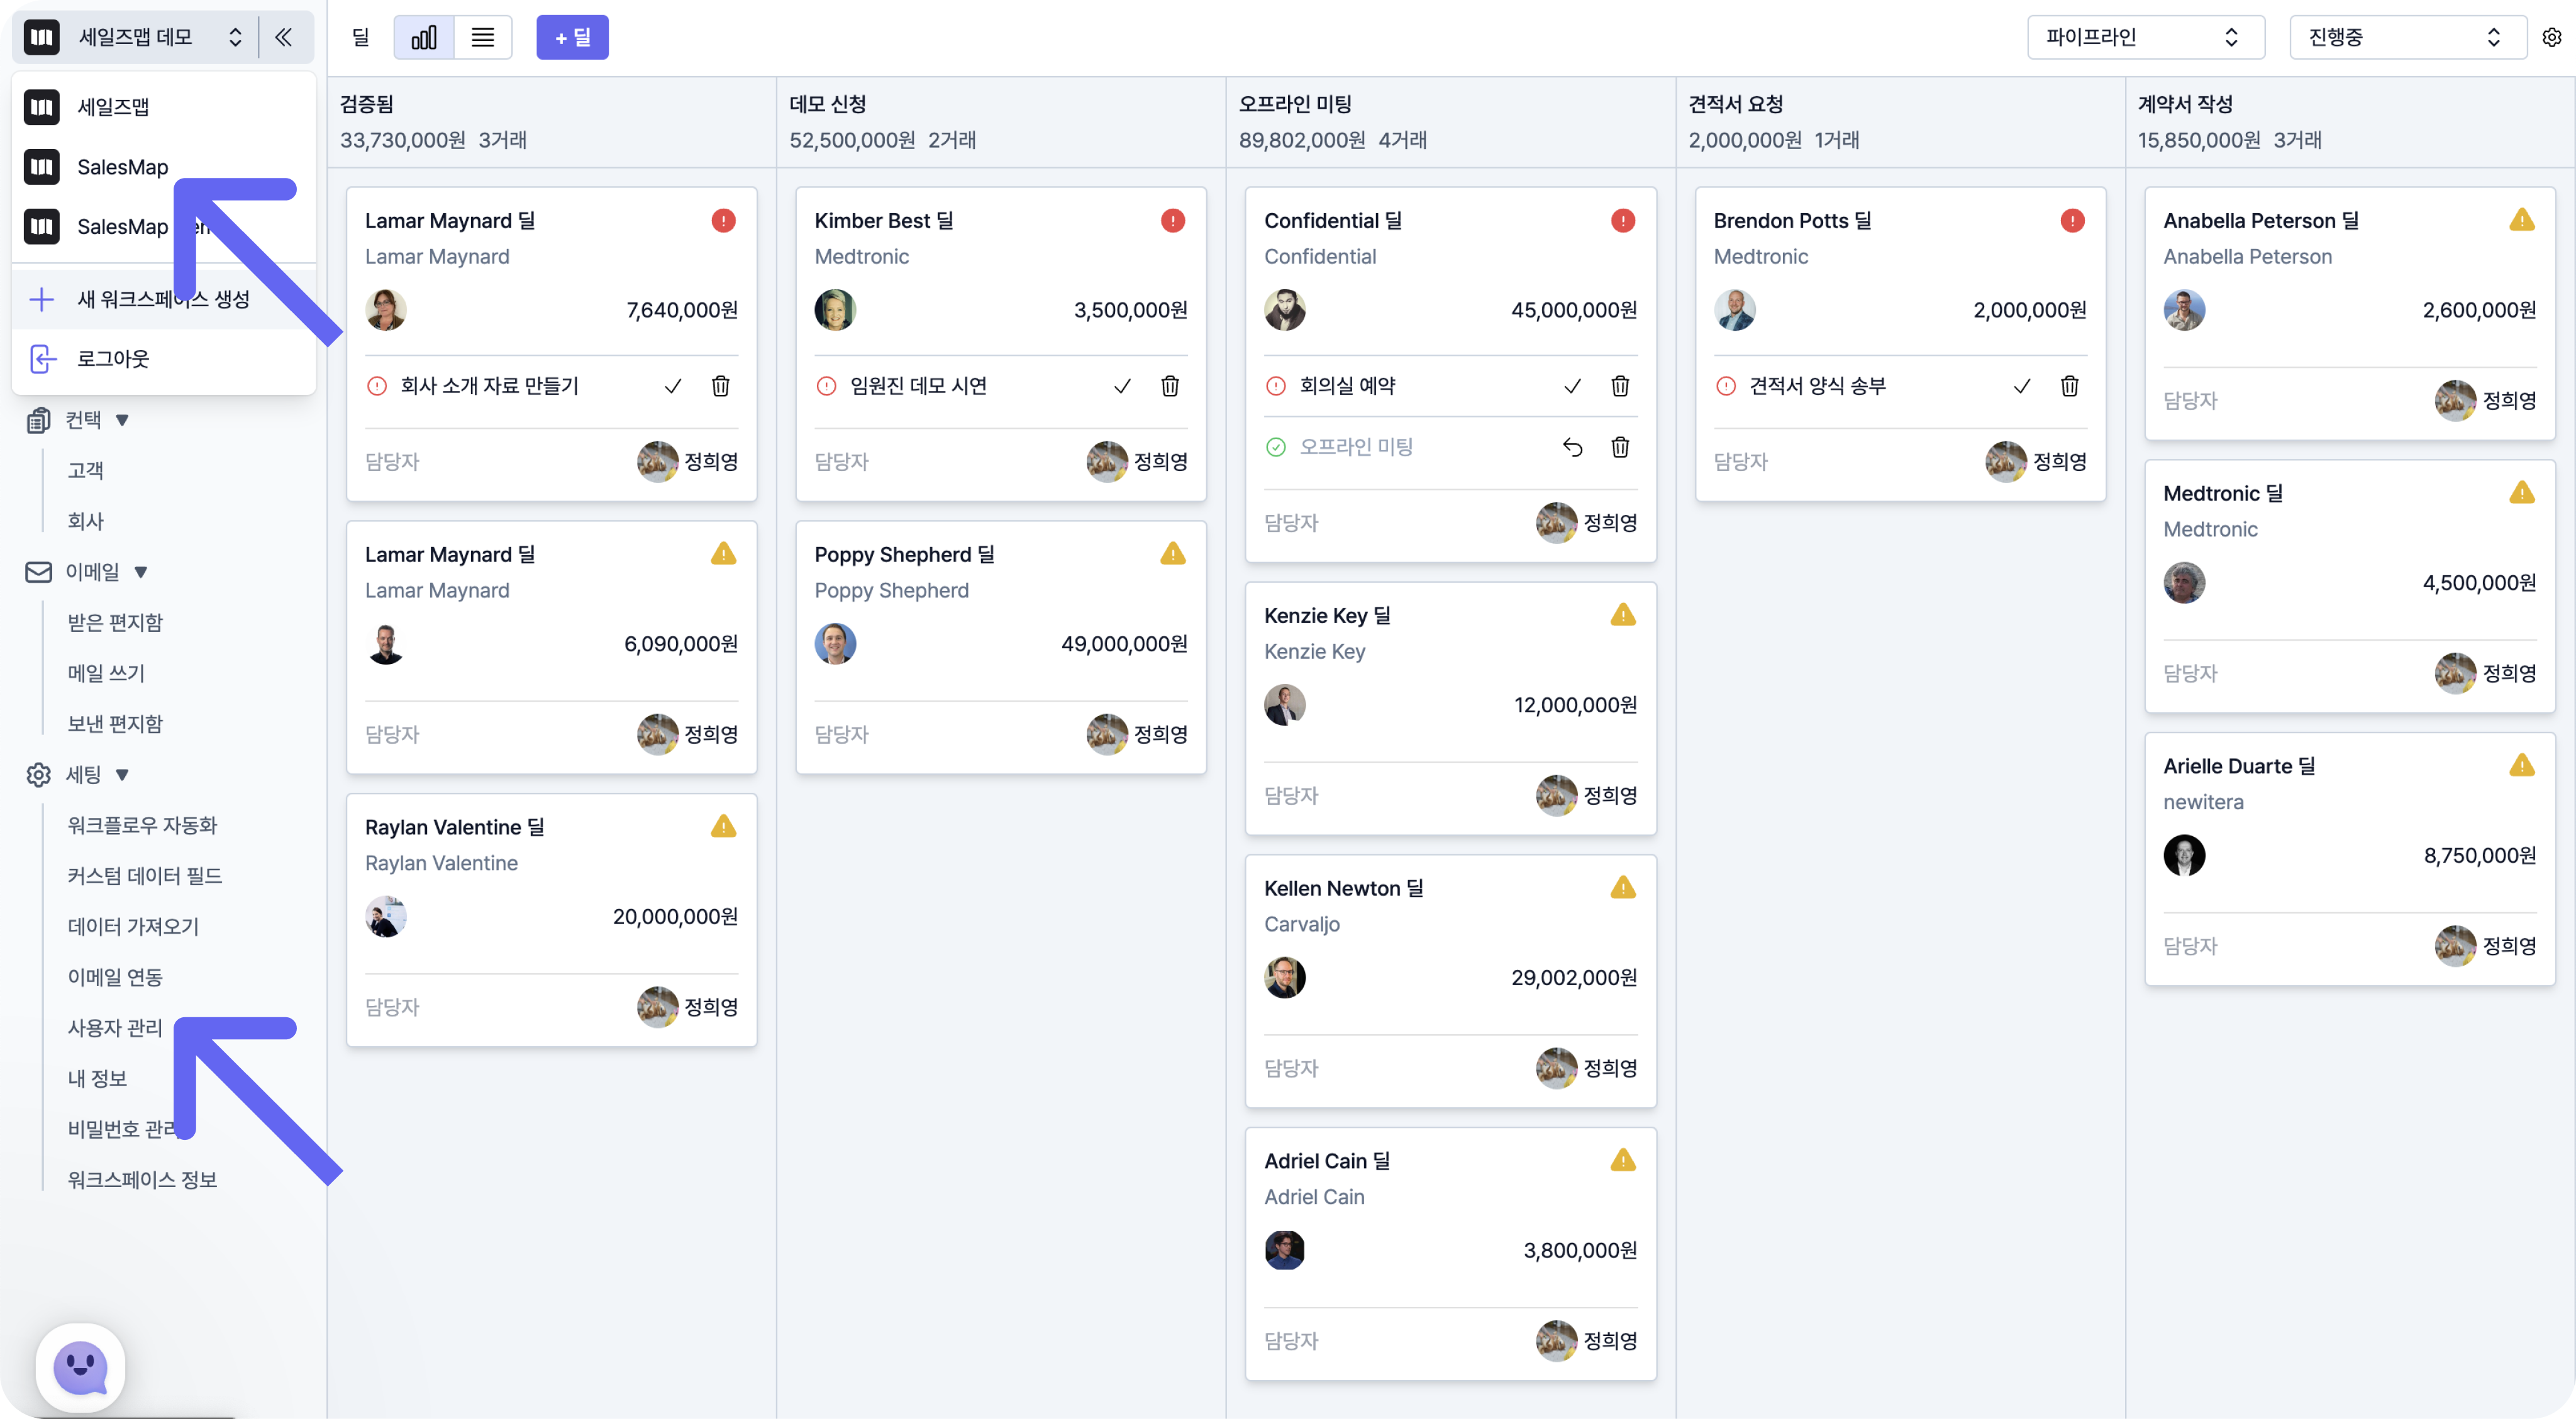 세일즈맵 데모
세일즈맵
SalesMap
SalesMap
새 워크스페이스 생성
로그아웃
컨택 ▼
고객
회사
이메일 ▼
받은 편지함
메일 쓰기
보낸 편지함
세팅 ▼
워크플로우 자동화
커스텀 데이터 필드
데이터 가져오기
이메일 연동
사용자 관리
내 정보
비밀번호 관리
워크스페이스 정보
딜
+ 딜
파이프라인
진행중
검증됨
33,730,000원 3거래
Lamar Maynard 딜
Lamar Maynard
7,640,000원
회사 소개 자료 만들기
담당자 정희영
Lamar Maynard 딜
Lamar Maynard
6,090,000원
담당자 정희영
Raylan Valentine 딜
Raylan Valentine
20,000,000원
담당자 정희영
데모 신청
52,500,000원 2거래
Kimber Best 딜
Medtronic
3,500,000원
임원진 데모 시연
담당자 정희영
Poppy Shepherd 딜
Poppy Shepherd
49,000,000원
담당자 정희영
오프라인 미팅
89,802,000원 4거래
Confidential 딜
Confidential
45,000,000원
회의실 예약
오프라인 미팅
담당자 정희영
Kenzie Key 딜
Kenzie Key
12,000,000원
담당자 정희영
Kellen Newton 딜
Carvaljo
29,002,000원
담당자 정희영
Adriel Cain 딜
Adriel Cain
3,800,000원
담당자 정희영
견적서 요청
2,000,000원 1거래
Brendon Potts 딜
Medtronic
2,000,000원
견적서 양식 송부
담당자 정희영
계약서 작성
15,850,000원 3거래
Anabella Peterson 딜
Anabella Peterson
2,600,000원
담당자 정희영
Medtronic 딜
Medtronic
4,500,000원
담당자 정희영
Arielle Duarte 딜
newitera
8,750,000원
담당자 정희영